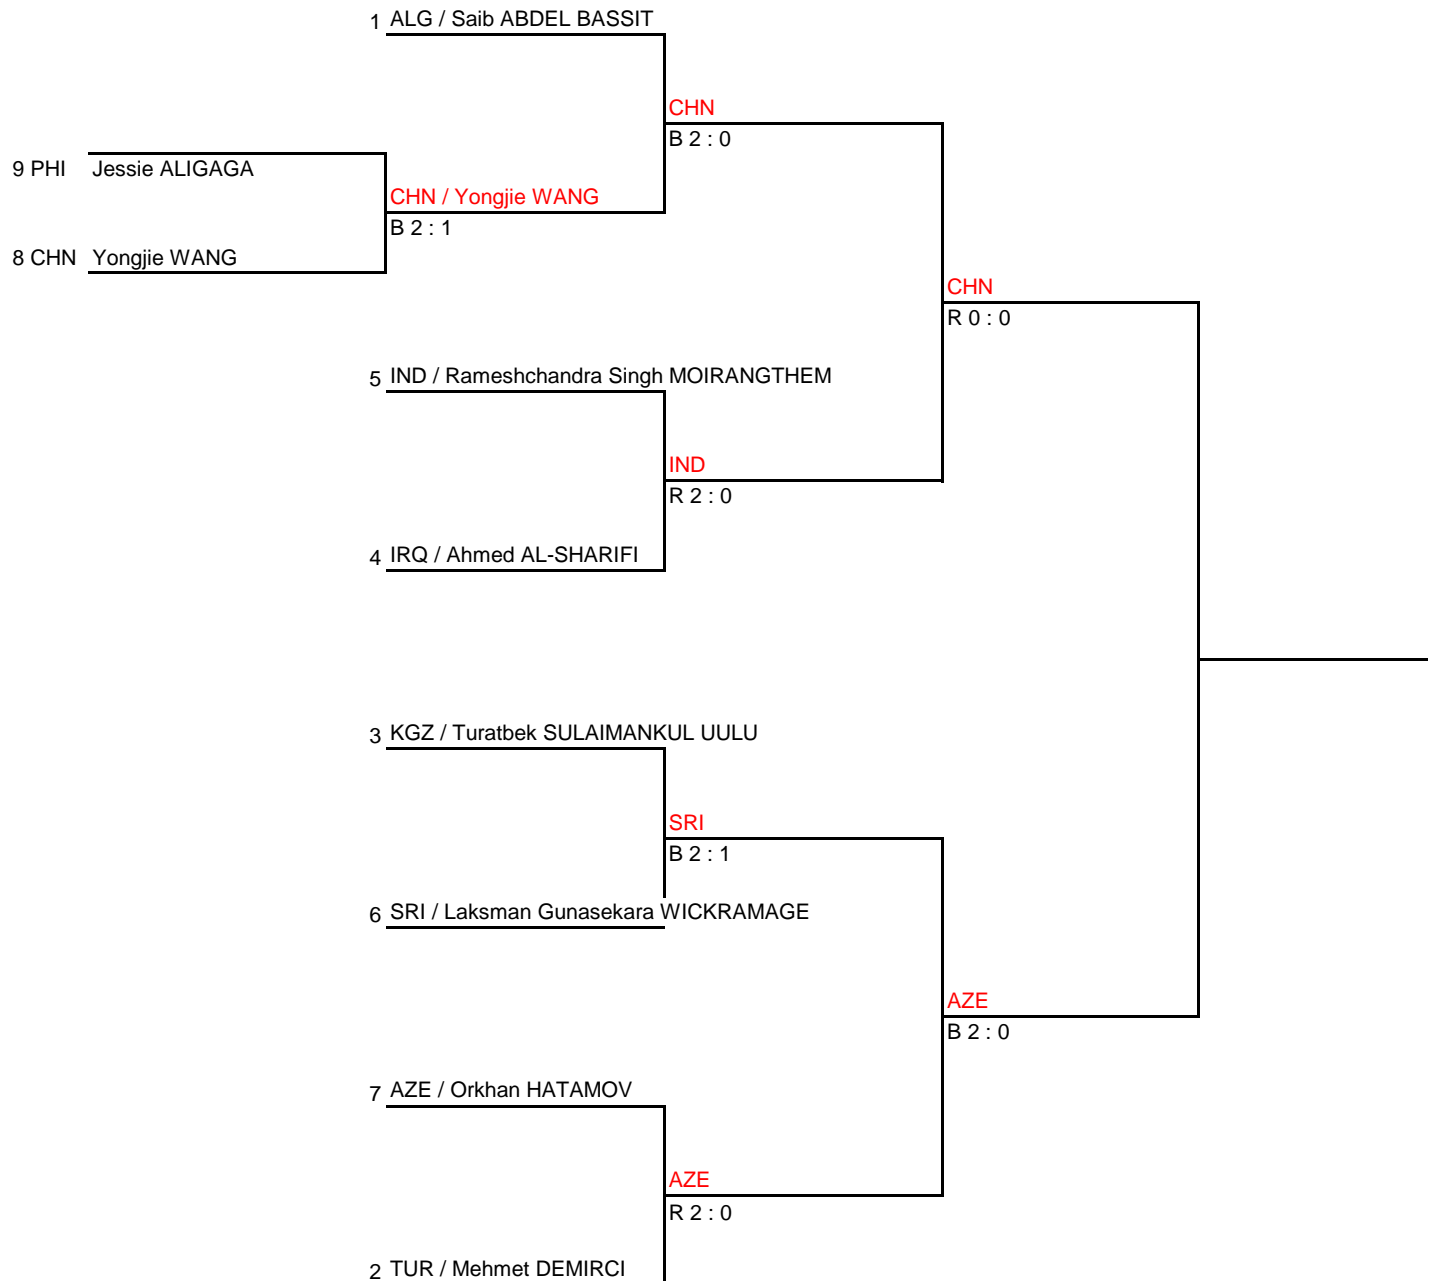 1 ALG / Saib ABDEL BASSIT
CHN
B 2 : 0
9 PHI Jessie ALIGAGA
CHN / Yongjie WANG
B 2 : 1
8 CHN Yongjie WANG
CHN
R 0 : 0
5 IND / Rameshchandra Singh MOIRANGTHEM
IND
R 2 : 0
4 IRQ / Ahmed AL-SHARIFI
3 KGZ / Turatbek SULAIMANKUL UULU
SRI
B 2 : 1
6 SRI / Laksman Gunasekara WICKRAMAGE
AZE
B 2 : 0
7 AZE / Orkhan HATAMOV
AZE
R 2 : 0
2 TUR / Mehmet DEMIRCI